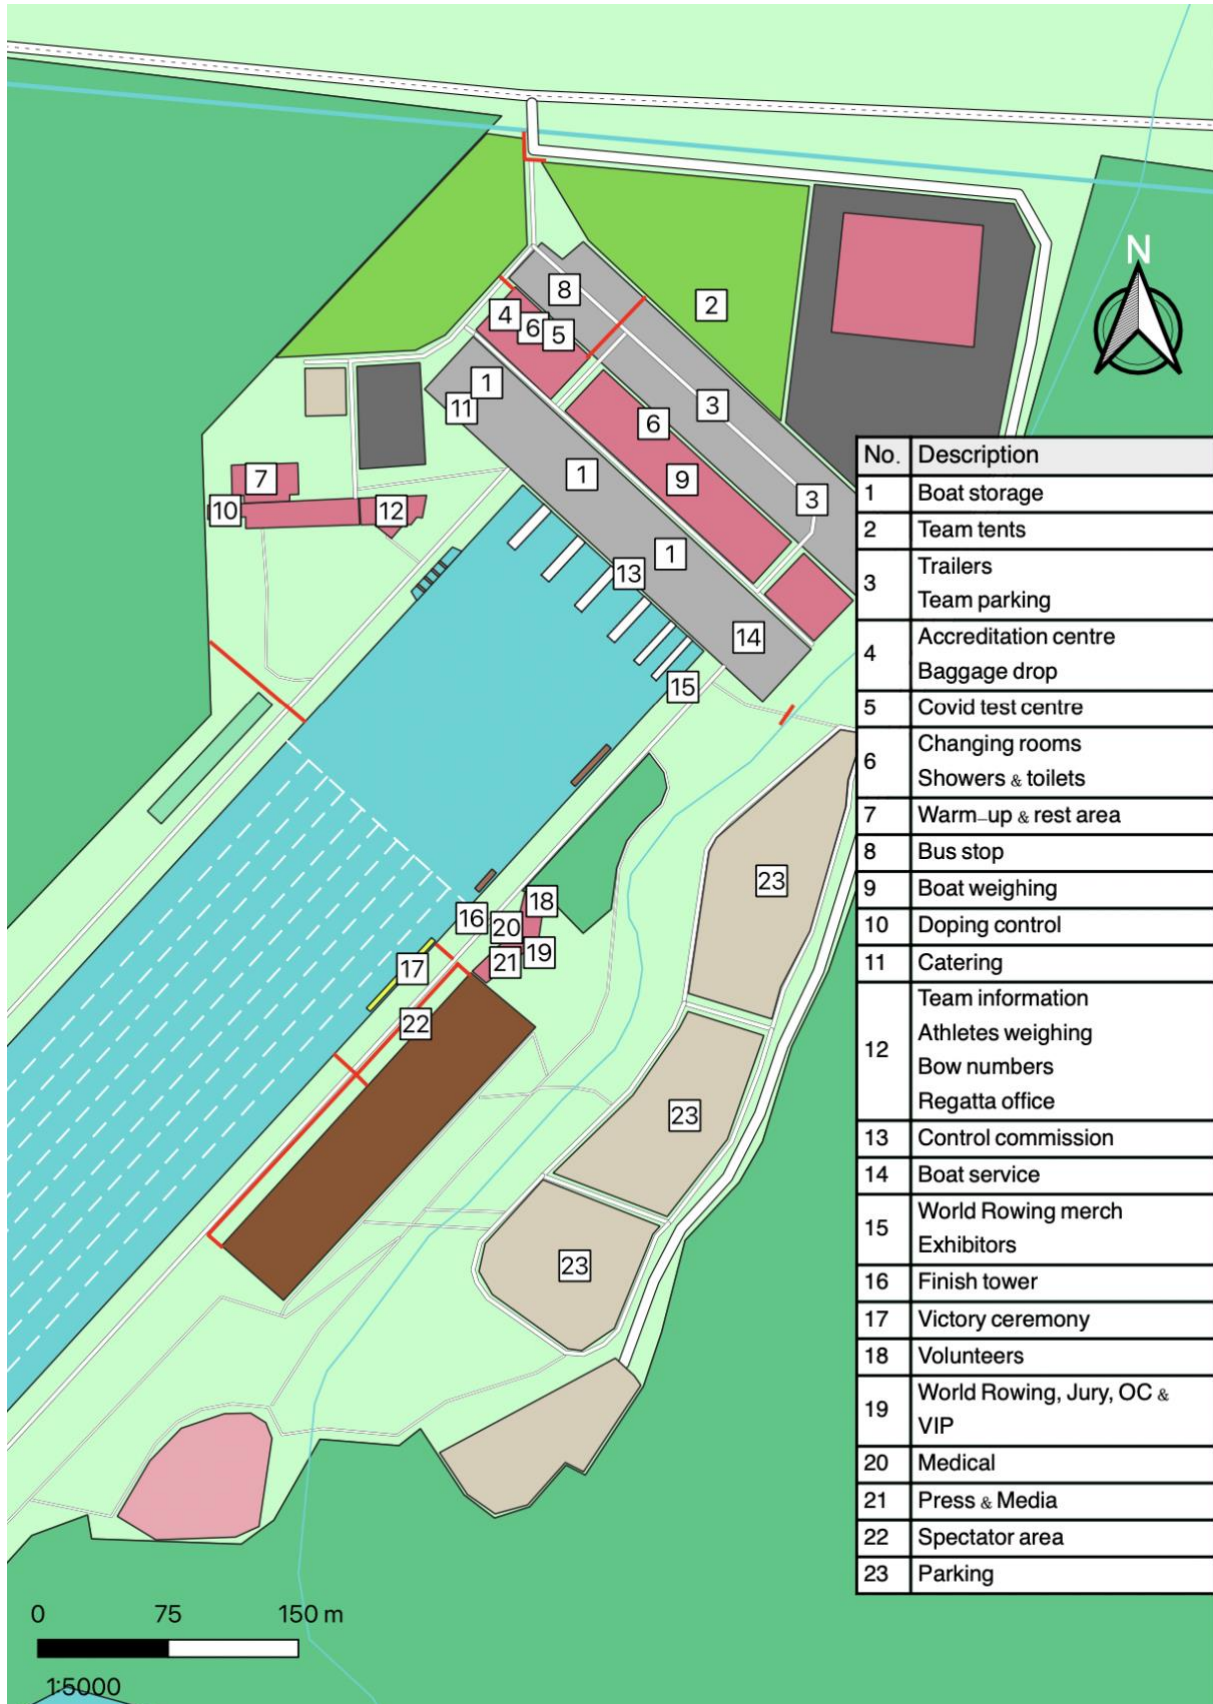 N
8
4
6
5
2
1
11
3
6
1
9
3
7
10
12
1
13
14
15
23
18
16
20
19
21
17
22
23
23
No. Description
1 Boat storage
2 Team tents
3 Trailers
Team parking
4 Accreditation centre
Baggage drop
5 Covid test centre
6 Changing rooms
Showers & toilets
7 Warm–up & rest area
8 Bus stop
9 Boat weighing
10 Doping control
11 Catering
12 Team information
Athletes weighing
Bow numbers
Regatta office
13 Control commission
14 Boat service
15 World Rowing merch
Exhibitors
16 Finish tower
17 Victory ceremony
18 Volunteers
19 World Rowing, Jury, OC &
VIP
20 Medical
21 Press & Media
22 Spectator area
23 Parking
0 75 150 m
1:5000